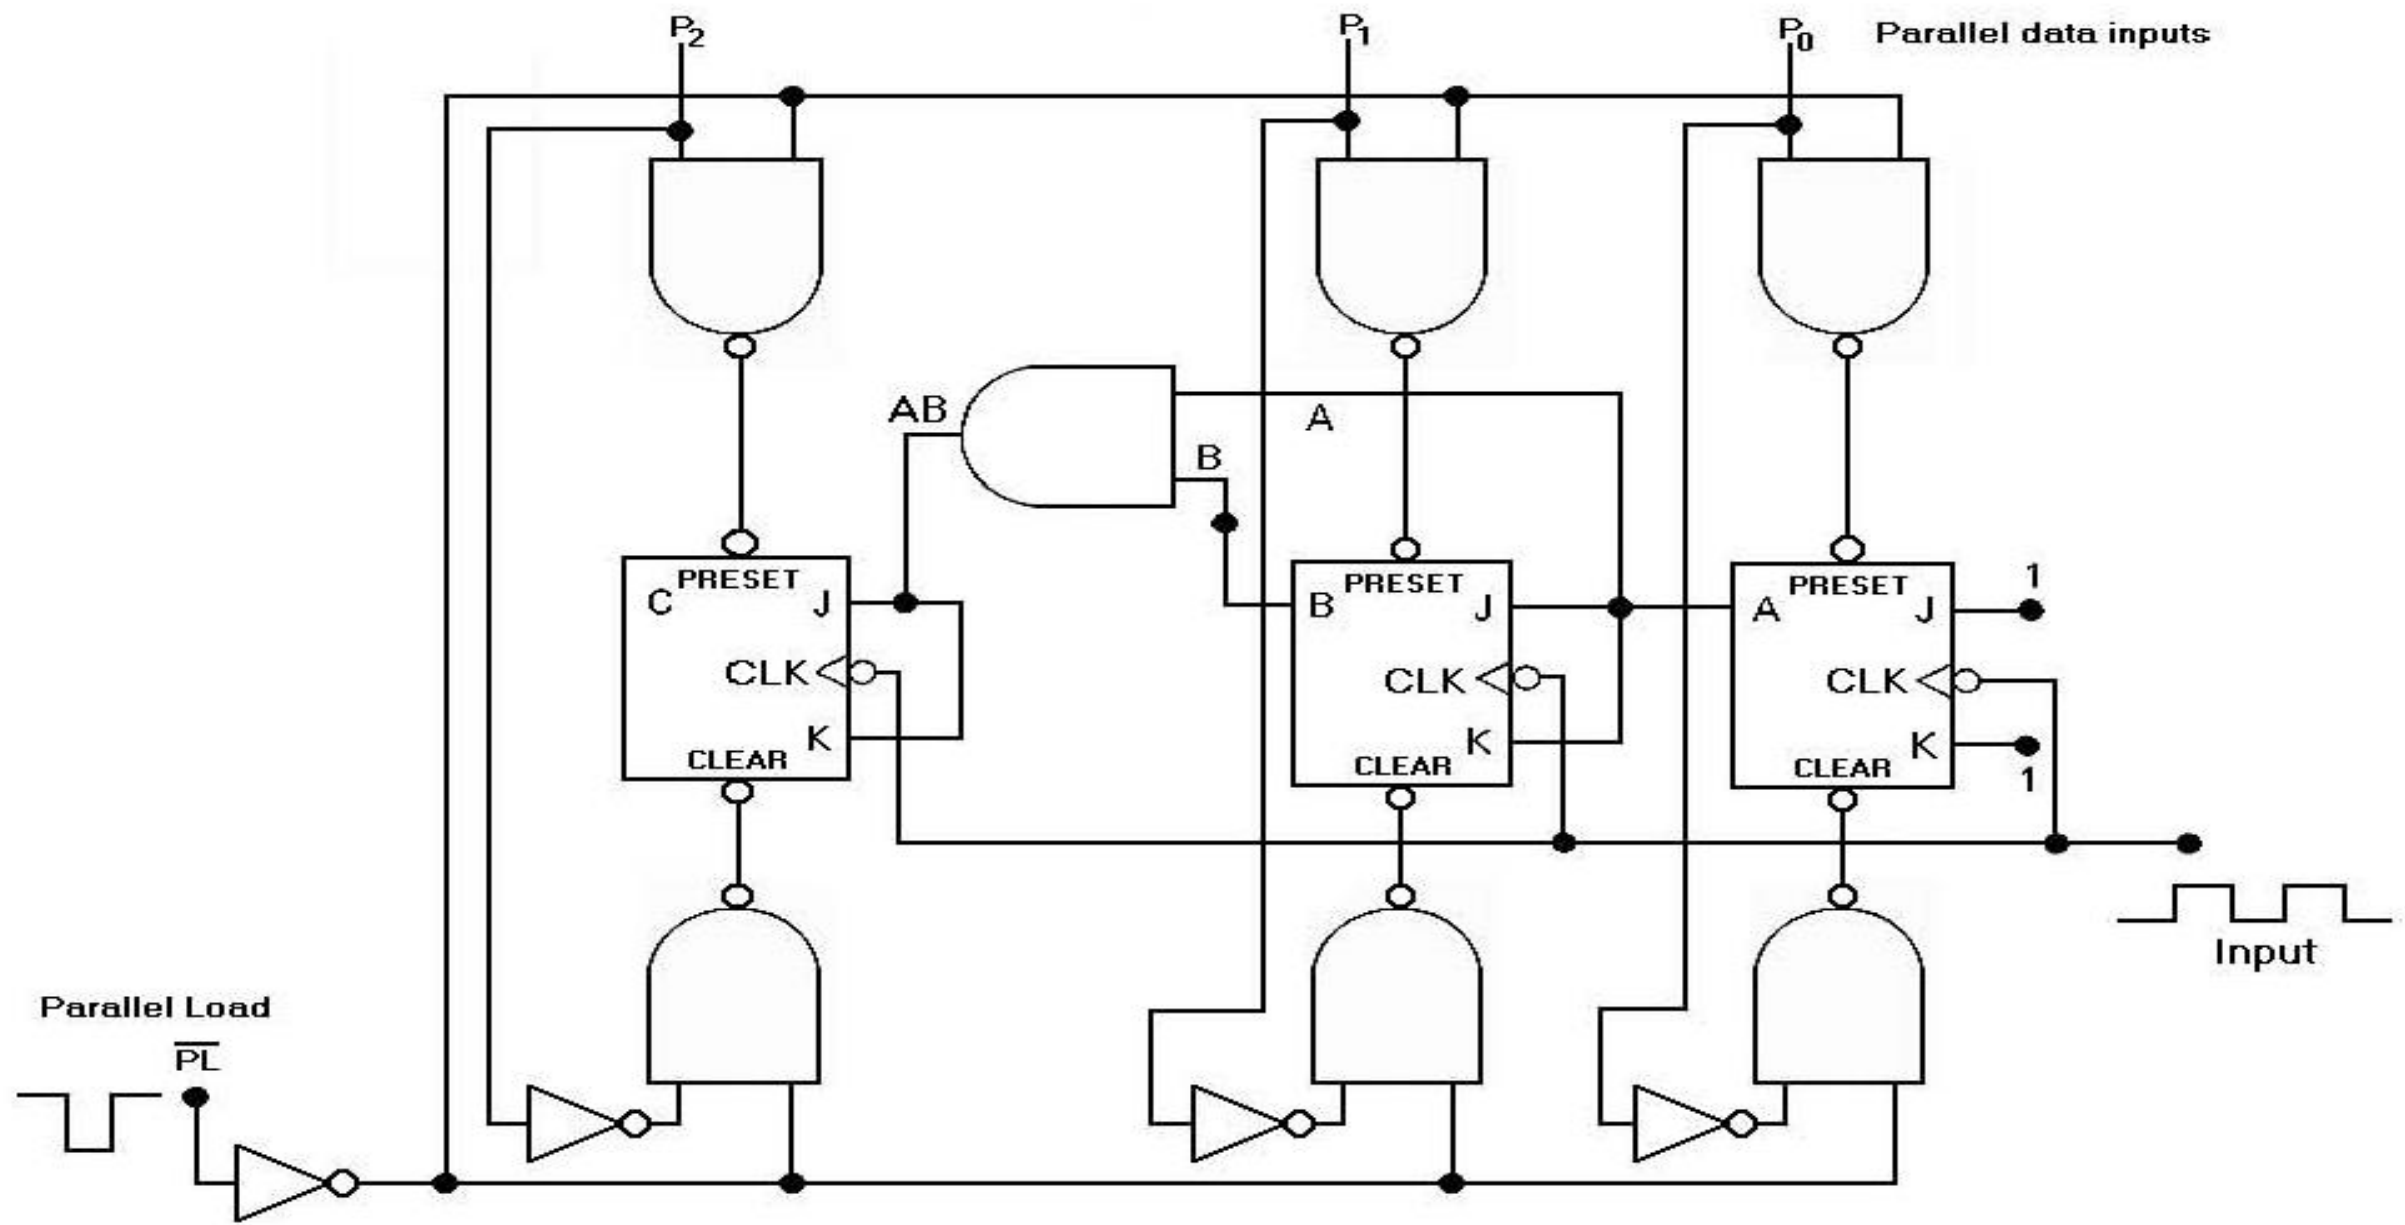 P2
P1
P0
Parallel data inputs
AB
A
B
PRESET
C
J
CLK
K
CLEAR
PRESET
B
J
CLK
K
CLEAR
PRESET
A
J
1
CLK
K
1
CLEAR
Input
Parallel Load
P̅L̅